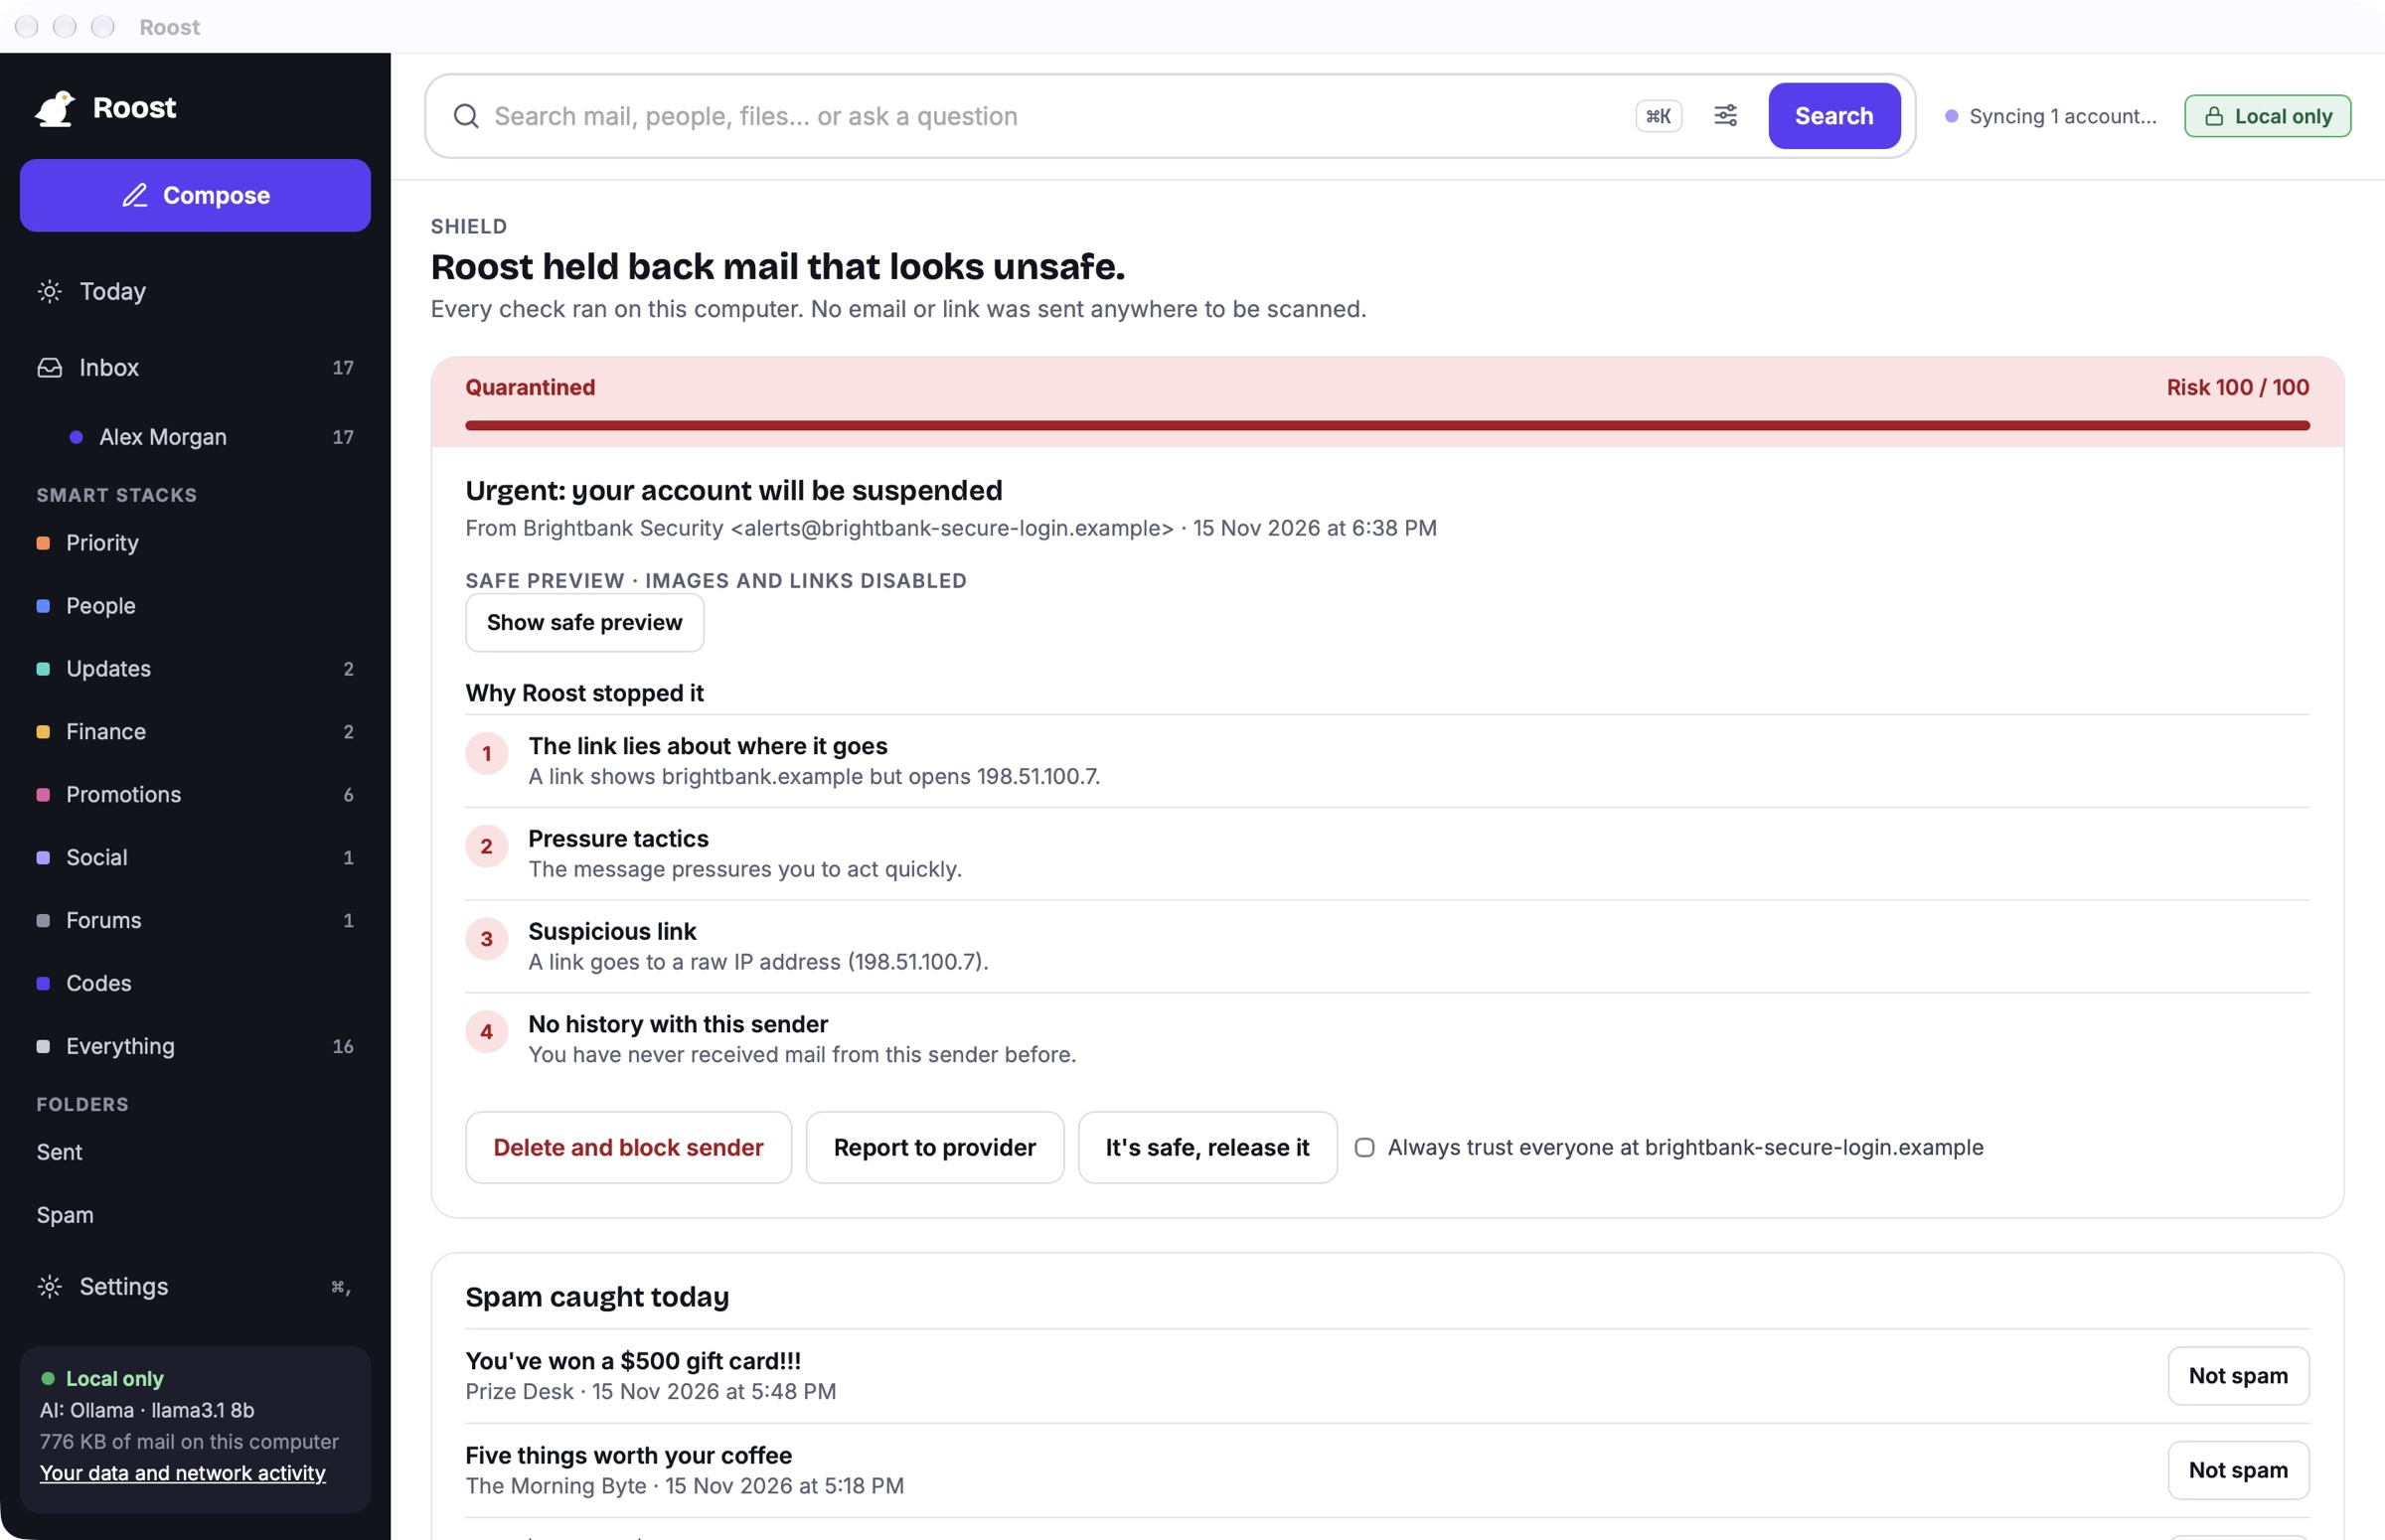 Roost
Roost
Compose
Today
Inbox 17
Alex Morgan 17
SMART STACKS
Priority
People
Updates 2
Finance 2
Promotions 6
Social 1
Forums 1
Codes
Everything 16
FOLDERS
Sent
Spam
Settings ⌘,
Local only
AI: Ollama · llama3.1 8b
776 KB of mail on this computer
Your data and network activity
Search mail, people, files... or ask a question ⌘K Search Syncing 1 account... Local only
SHIELD
Roost held back mail that looks unsafe.
Every check ran on this computer. No email or link was sent anywhere to be scanned.
Quarantined Risk 100 / 100
Urgent: your account will be suspended
From Brightbank Security <alerts@brightbank-secure-login.example> · 15 Nov 2026 at 6:38 PM
SAFE PREVIEW · IMAGES AND LINKS DISABLED
Show safe preview
Why Roost stopped it
1 The link lies about where it goes
A link shows brightbank.example but opens 198.51.100.7.
2 Pressure tactics
The message pressures you to act quickly.
3 Suspicious link
A link goes to a raw IP address (198.51.100.7).
4 No history with this sender
You have never received mail from this sender before.
Delete and block sender Report to provider It's safe, release it Always trust everyone at brightbank-secure-login.example
Spam caught today
You've won a $500 gift card!!!
Prize Desk · 15 Nov 2026 at 5:48 PM
Not spam
Five things worth your coffee
The Morning Byte · 15 Nov 2026 at 5:18 PM
Not spam